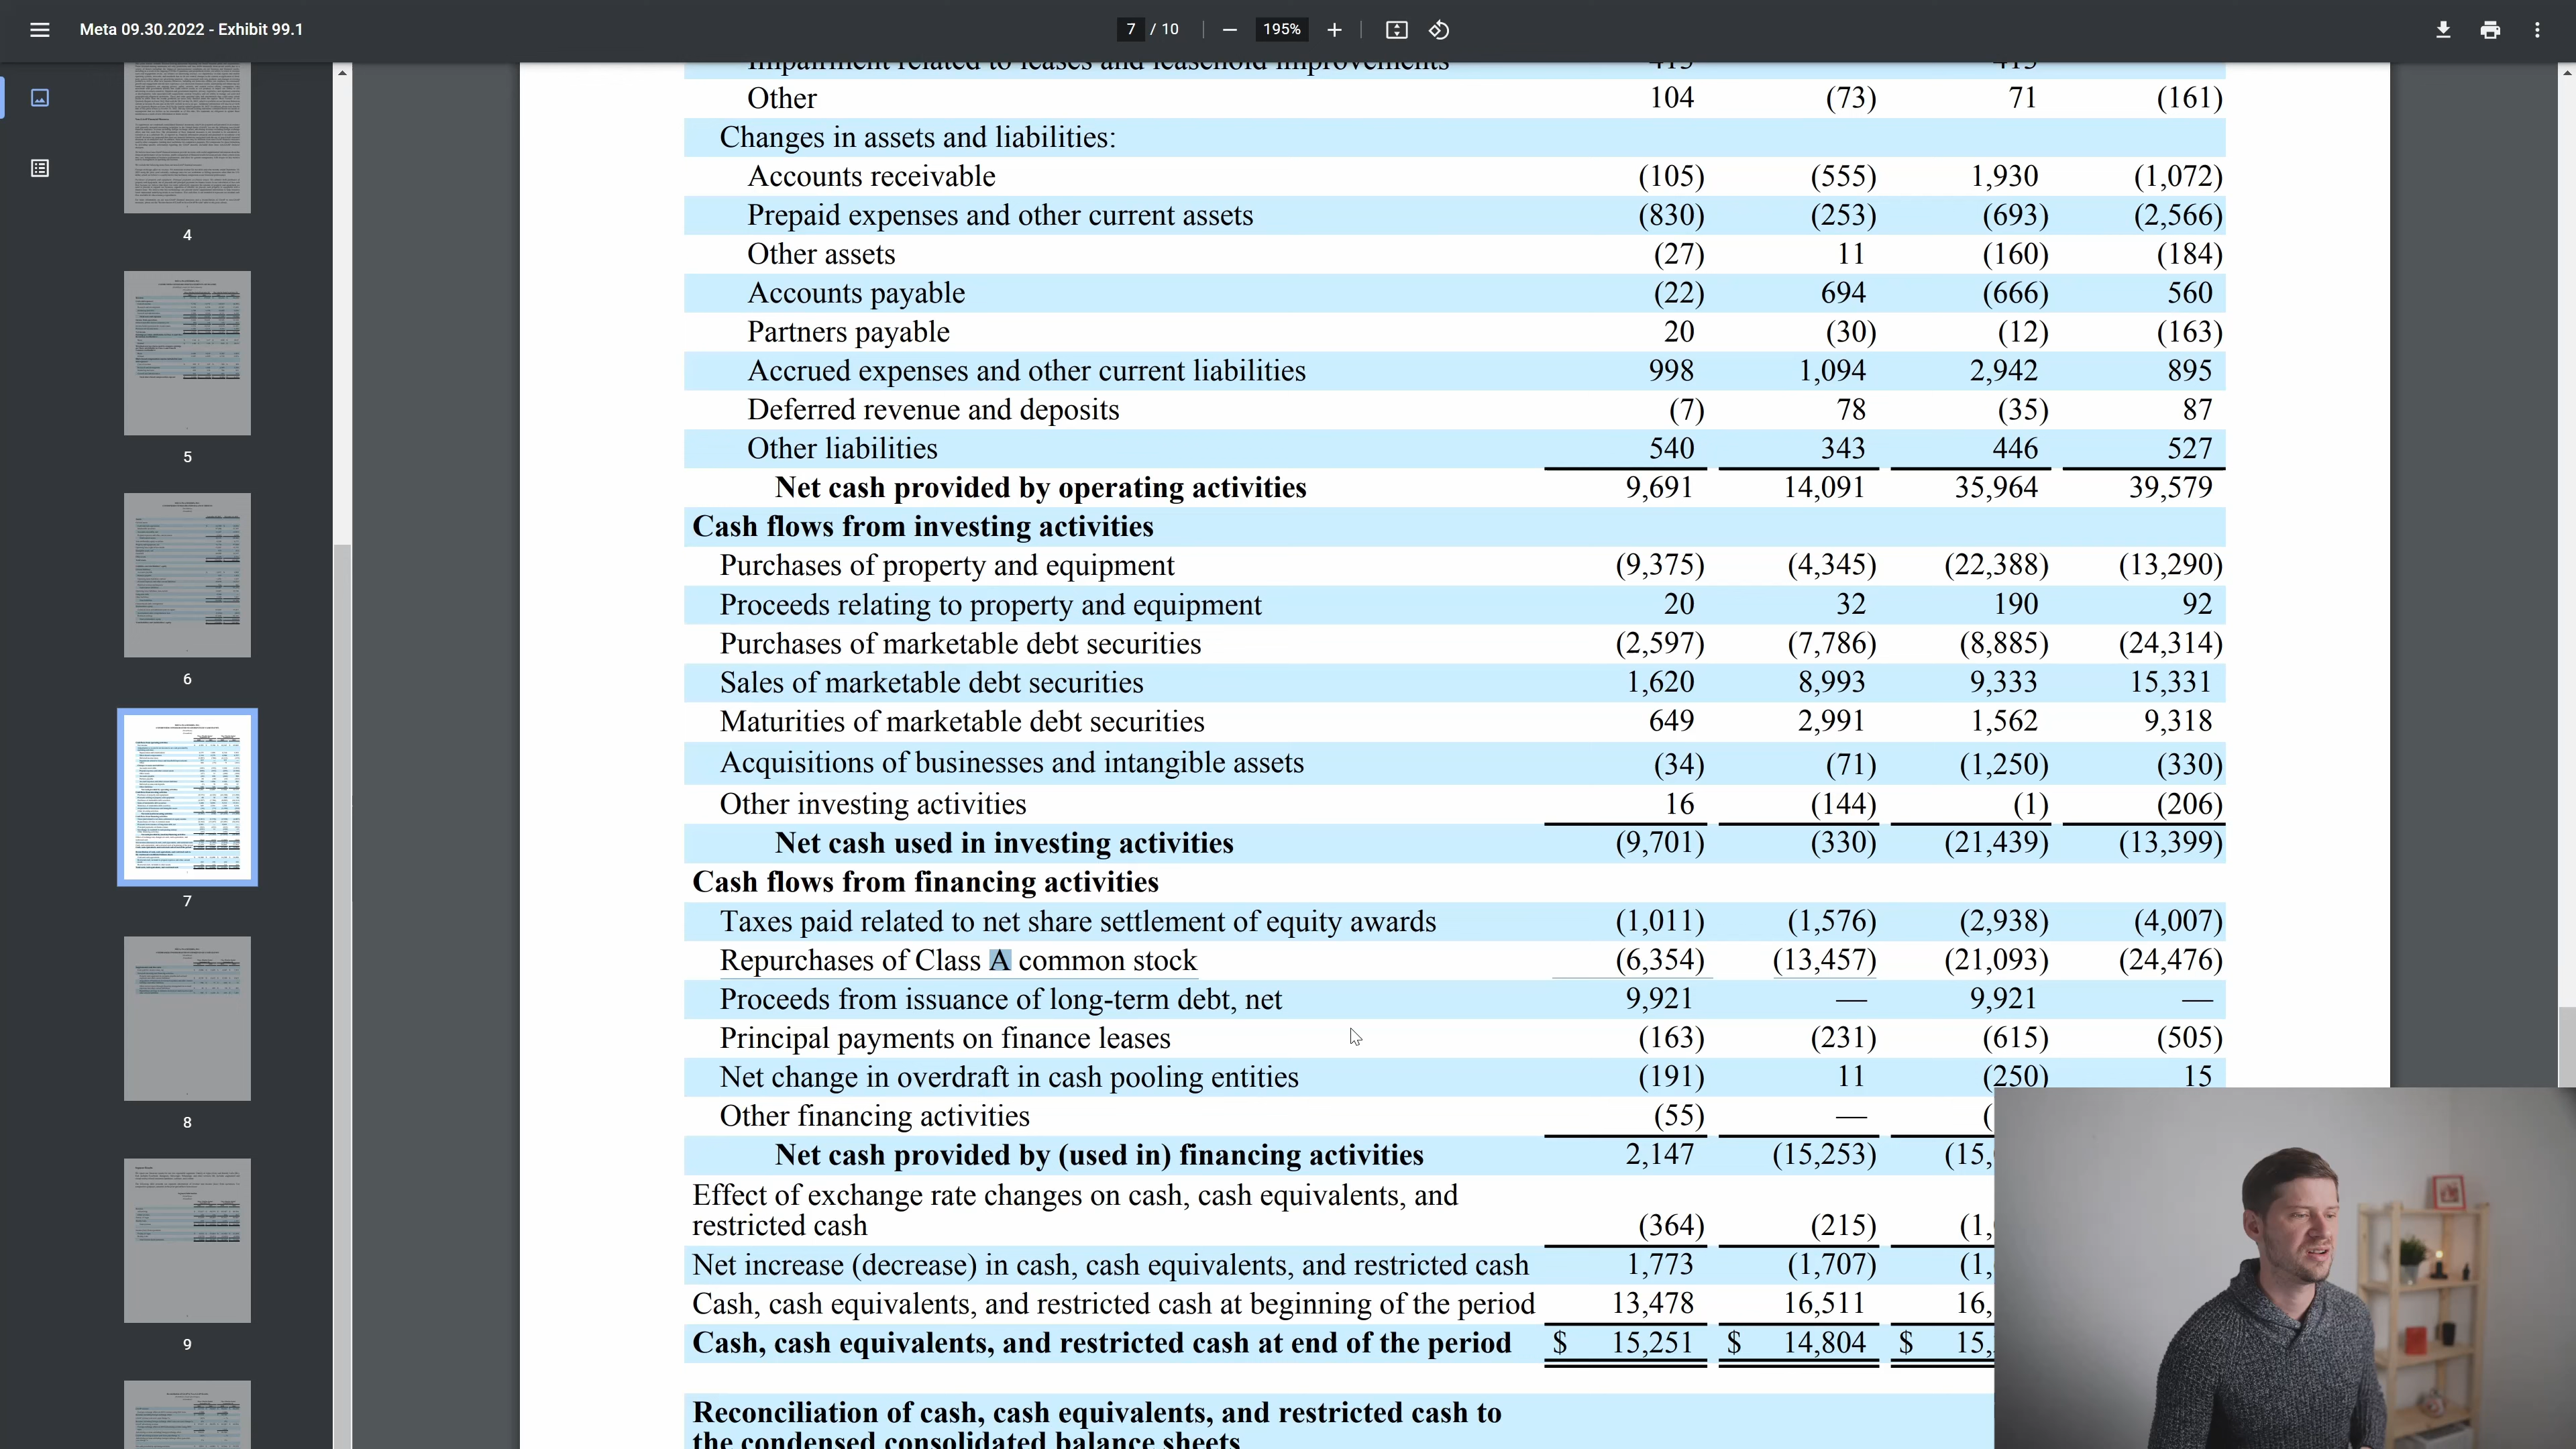 Meta 09.30.2022 - Exhibit 99.1
7 / 10
195%
4
5
6
7
8
9
Impairment related to leases and leasehold improvements 413 413
Other 104 (73) 71 (161)
Changes in assets and liabilities:
Accounts receivable (105) (555) 1,930 (1,072)
Prepaid expenses and other current assets (830) (253) (693) (2,566)
Other assets (27) 11 (160) (184)
Accounts payable (22) 694 (666) 560
Partners payable 20 (30) (12) (163)
Accrued expenses and other current liabilities 998 1,094 2,942 895
Deferred revenue and deposits (7) 78 (35) 87
Other liabilities 540 343 446 527
Net cash provided by operating activities 9,691 14,091 35,964 39,579
Cash flows from investing activities
Purchases of property and equipment (9,375) (4,345) (22,388) (13,290)
Proceeds relating to property and equipment 20 32 190 92
Purchases of marketable debt securities (2,597) (7,786) (8,885) (24,314)
Sales of marketable debt securities 1,620 8,993 9,333 15,331
Maturities of marketable debt securities 649 2,991 1,562 9,318
Acquisitions of businesses and intangible assets (34) (71) (1,250) (330)
Other investing activities 16 (144) (1) (206)
Net cash used in investing activities (9,701) (330) (21,439) (13,399)
Cash flows from financing activities
Taxes paid related to net share settlement of equity awards (1,011) (1,576) (2,938) (4,007)
Repurchases of Class A common stock (6,354) (13,457) (21,093) (24,476)
Proceeds from issuance of long-term debt, net 9,921 — 9,921 —
Principal payments on finance leases (163) (231) (615) (505)
Net change in overdraft in cash pooling entities (191) 11 (250) 15
Other financing activities (55) — (
Net cash provided by (used in) financing activities 2,147 (15,253) (15,
Effect of exchange rate changes on cash, cash equivalents, and
restricted cash (364) (215) (1,
Net increase (decrease) in cash, cash equivalents, and restricted cash 1,773 (1,707) (1,
Cash, cash equivalents, and restricted cash at beginning of the period 13,478 16,511 16,
Cash, cash equivalents, and restricted cash at end of the period $ 15,251 $ 14,804 $ 15,
Reconciliation of cash, cash equivalents, and restricted cash to
the condensed consolidated balance sheets